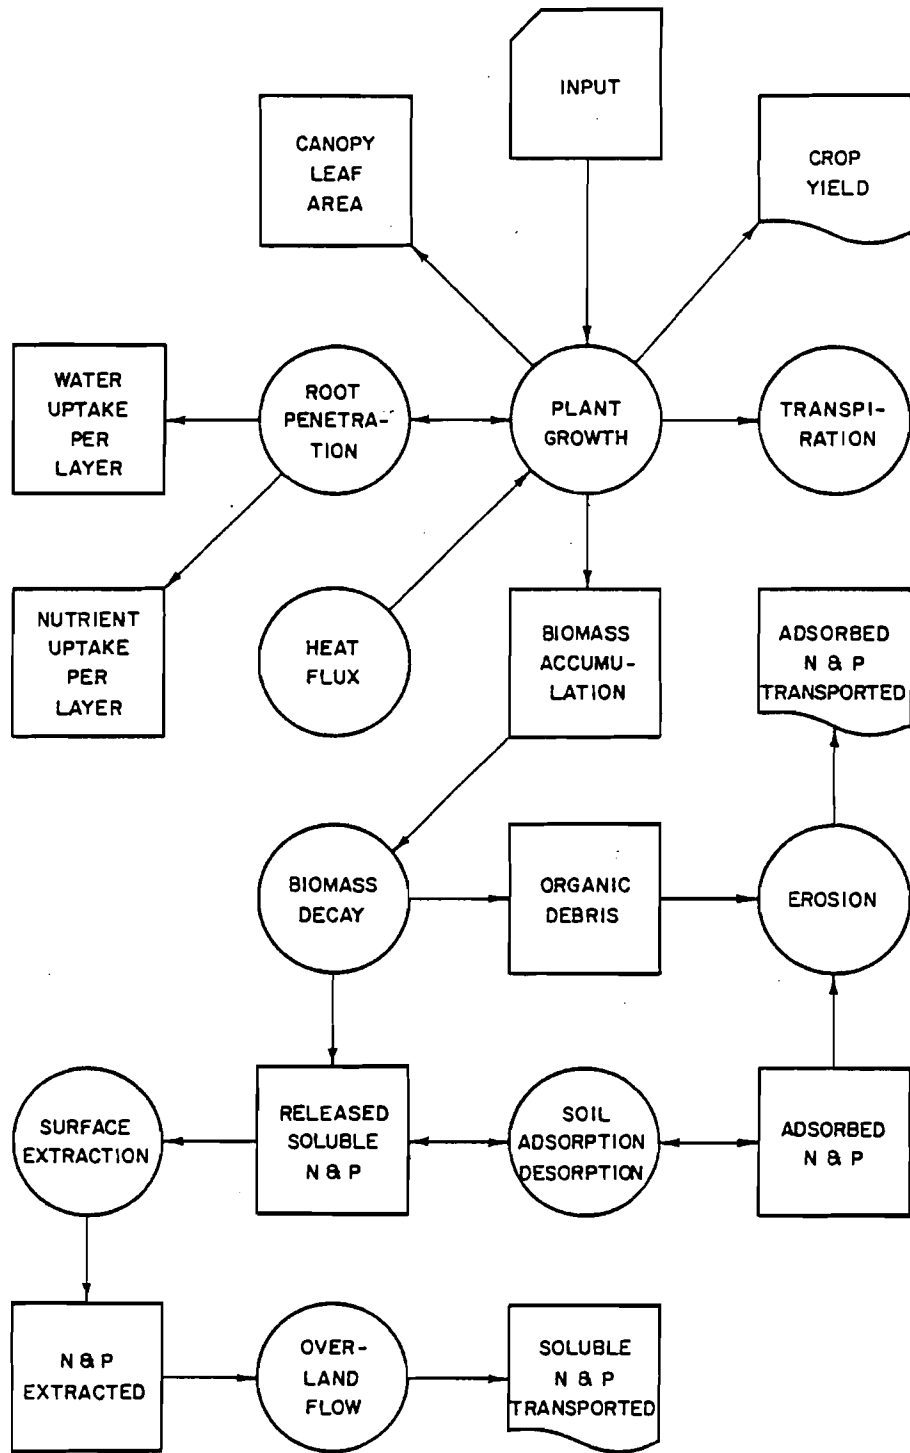 INPUT
CANOPY
LEAF
AREA
CROP
YIELD
WATER
UPTAKE
PER
LAYER
ROOT
PENETRA-
TION
PLANT
GROWTH
TRANSPI-
RATION
NUTRIENT
UPTAKE
PER
LAYER
HEAT
FLUX
BIOMASS
ACCUMU-
LATION
ADSORBED
N & P
TRANSPORTED
BIOMASS
DECAY
ORGANIC
DEBRIS
EROSION
SURFACE
EXTRACTION
RELEASED
SOLUBLE
N & P
SOIL
ADSORPTION
DESORPTION
ADSORBED
N & P
N & P
EXTRACTED
OVER-
LAND
FLOW
SOLUBLE
N & P
TRANSPORTED